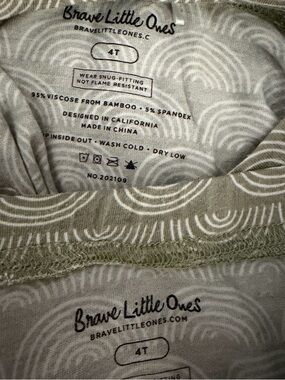 Brave Little Ones
BRAVELITTLEONES.C
4T
WEAR SNUG-FITTING
NOT FLAME RESISTANT
95% VISCOSE FROM BAMBOO • 5% SPANDEX
DESIGNED IN CALIFORNIA
MADE IN CHINA
INSIDE OUT • WASH COLD • DRY LOW
NO.202109
Brave Little Ones
BRAVELITTLEONES.COM
4T